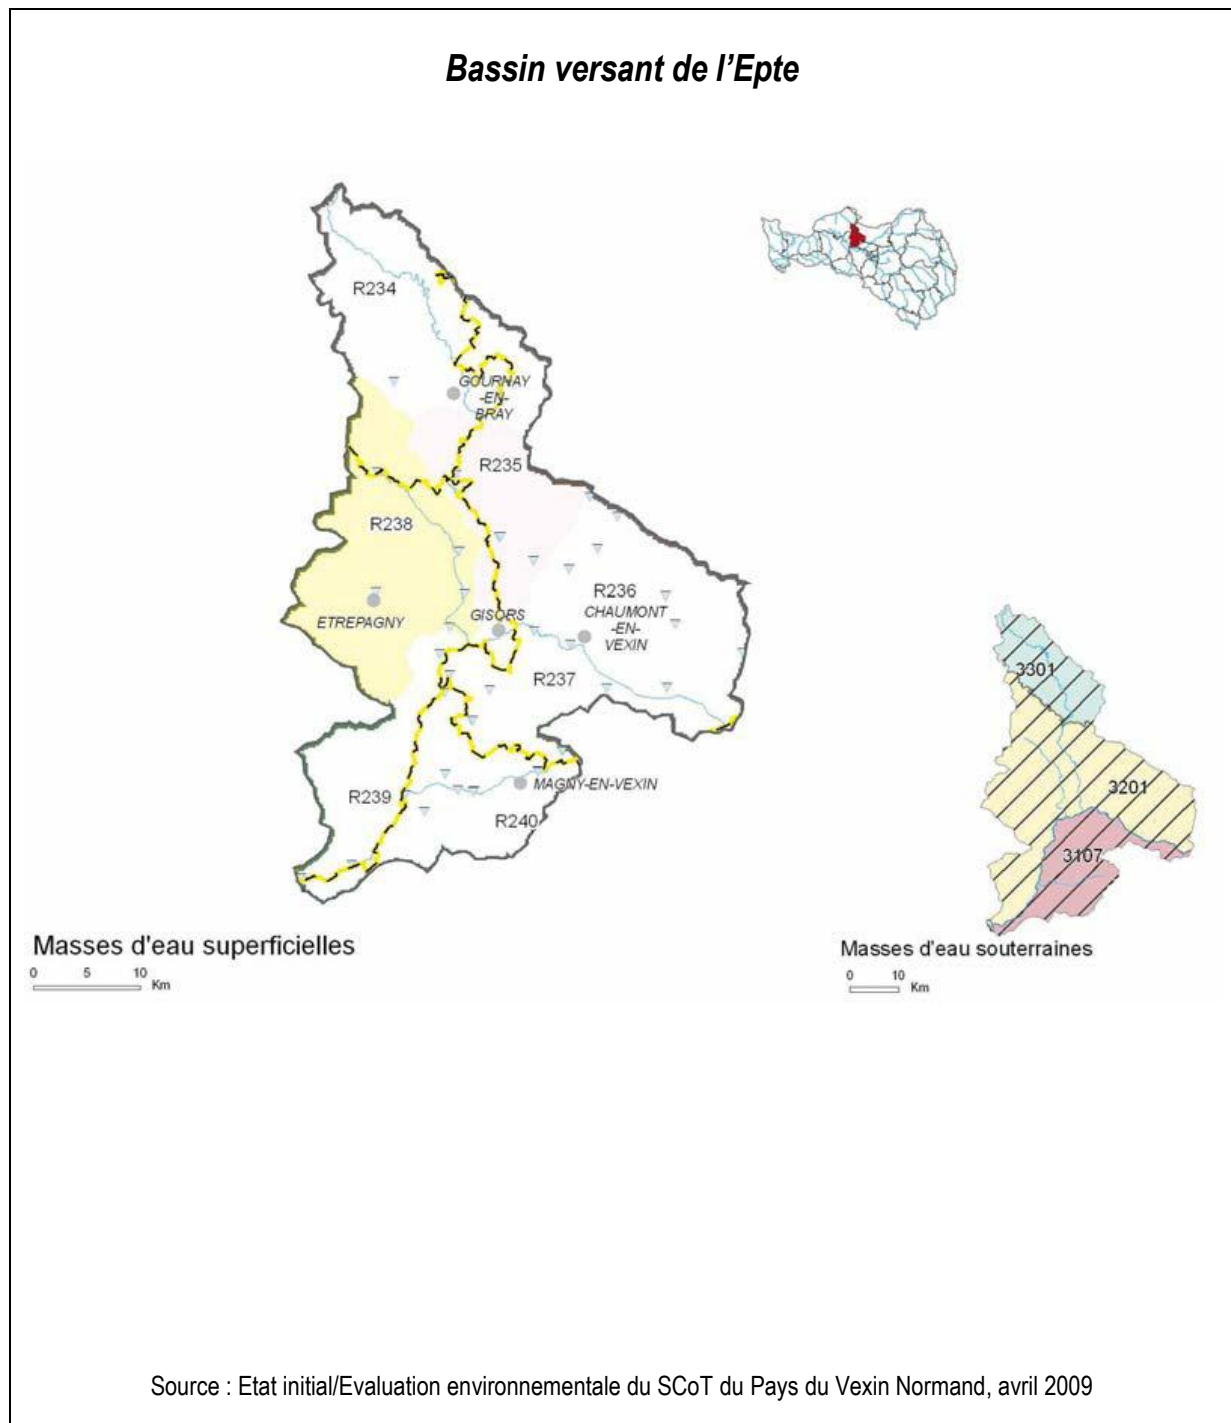 Bassin versant de l'Epte
R234
GOURNAY
-EN-
BRAY
R235
R238
R236
ETREPAGNY
GISORS
CHAUMONT
-EN-
VEXIN
R237
3301
3201
3107
R239
MAGNY-EN-VEXIN
R240
Masses d'eau superficielles
0 5 10
Km
Masses d'eau souterraines
0 10
Km
Source : Etat initial/Evaluation environnementale du SCoT du Pays du Vexin Normand, avril 2009